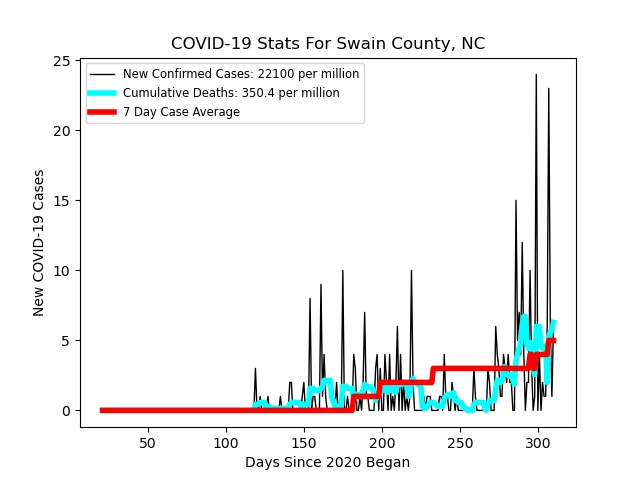 COVID-19 Stats For Swain County, NC
New Confirmed Cases: 22100 per million
Cumulative Deaths: 350.4 per million
7 Day Case Average
New COVID-19 Cases
25
20
15
10
5
0
50 100 150 200 250 300
Days Since 2020 Began